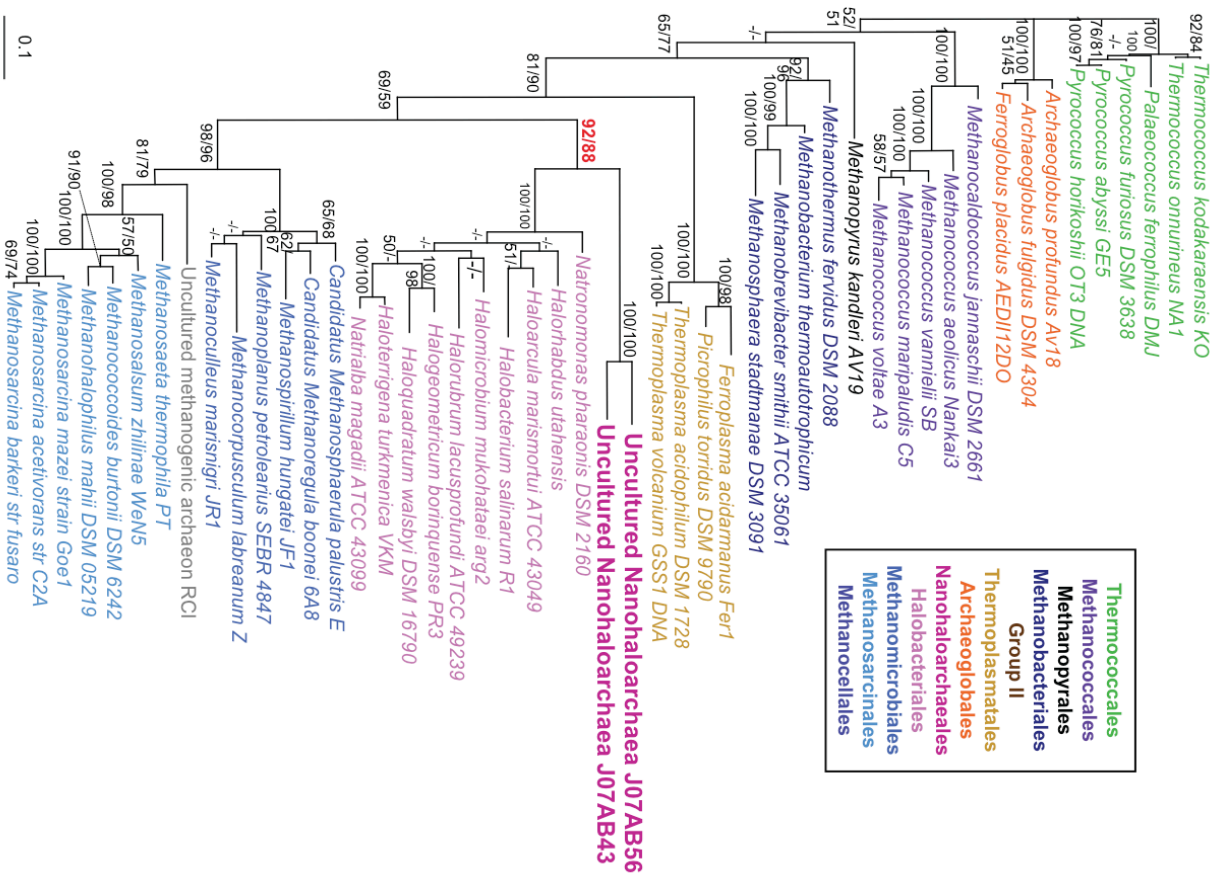 Thermococcus kodakaraensis KO
Thermococcus onnurineus NA1
Palaeococcus ferrophilus DMJ
Pyrococcus furiosus DSM 3638
Pyrococcus abyssi GE5
Pyrococcus horikoshii OT3 DNA
Archaeoglobus profundus Av18
Archaeoglobus fulgidus DSM 4304
Ferroglobus placidus AEDII12DO
Methanocaldococcus jannaschii DSM 2661
Methanococcus aeolicus Nankai3
Methanococcus vannielii SB
Methanococcus maripaludis C5
Methanococcus voltae A3
Methanopyrus kandleri AV19
Methanothermus fervidus DSM 2088
Methanobacterium thermoautotrophicum
Methanobrevibacter smithii ATCC 35061
Methanosphaera stadtmanae DSM 3091
Ferroplasma acidarmanus Fer1
Picrophilus torridus DSM 9790
Thermoplasma acidophilum DSM 1728
Thermoplasma volcanium GSS1 DNA
Uncultured Nanohaloarchaea J07AB56
Uncultured Nanohaloarchaea J07AB43
Natronomonas pharaonis DSM 2160
Halorhabdus utahensis
Haloarcula marismortui ATCC 43049
Halobacterium salinarum R1
Halomicrobium mukohataei arg2
Halorubrum lacusprofundi ATCC 49239
Halogeometricum borinquense PR3
Haloquadratum walsbyi DSM 16790
Haloterrigena turkmenica VKM
Natrialba magadii ATCC 43099
Candidatus Methanosphaerula palustris E
Candidatus Methanoregula boonei 6A8
Methanospirillum hungatei JF1
Methanoplanus petrolearius SEBR 4847
Methanocorpusculum labreanum Z
Methanoculleus marisnigri JR1
Uncultured methanogenic archaeon RCI
Methanosaeta thermophila PT
Methanosalsum zhilinae WeN5
Methanococcoides burtonii DSM 6242
Methanohalophilus mahii DSM 05219
Methanosarcina mazei strain Goe1
Methanosarcina acetivorans str C2A
Methanosarcina barkeri str fusaro
92/84
100/
100
76/81
-/-
100/97
100/100
51/45
52/
51
100/100
100/100
100/100
58/57
-/-
65/77
92/
96
100/99
100/100
81/90
100/98
100/100
100/100
69/59
92/88
100/100
100/100
-/-
-/-
51/
-/-
-/-
100/
98
50/
100/100
98/96
65/68
62/
100
67
-/-
-/-
81/79
100/98
57/50
91/90
100/100
100/100
69/74
0.1
Thermococcales
Methanococcales
Methanopyrales
Methanobacteriales
Group II
Thermoplasmatales
Archaeoglobales
Nanohaloarchaeales
Halobacteriales
Methanomicrobiales
Methanosarcinales
Methanocellales